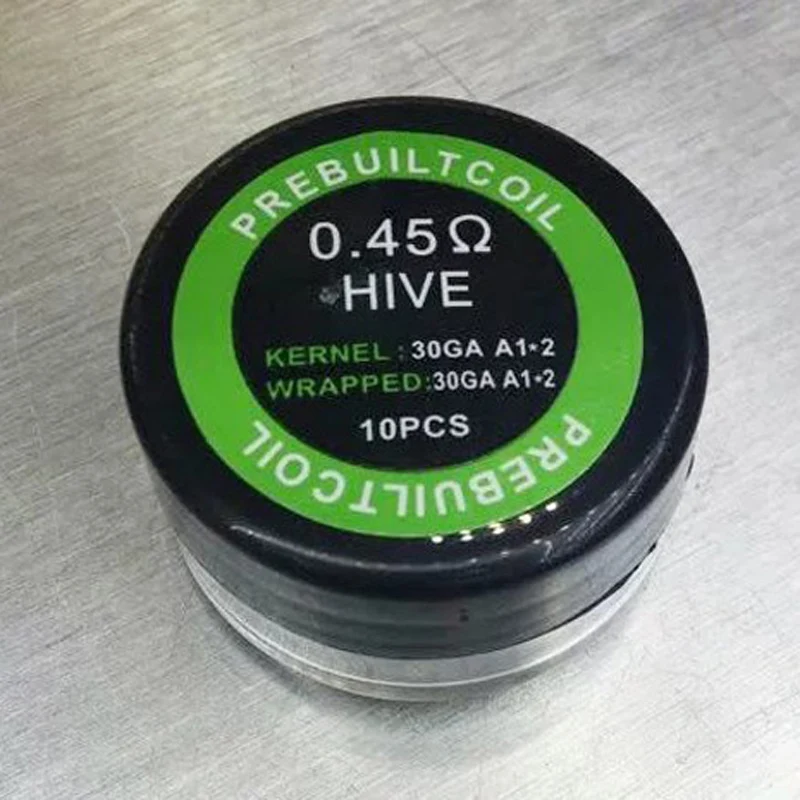 PREBUILTCOIL
0.45Ω
HIVE
KERNEL:30GA A1*2
WRAPPED:30GA A1*2
10PCS
PREBUILTCOIL